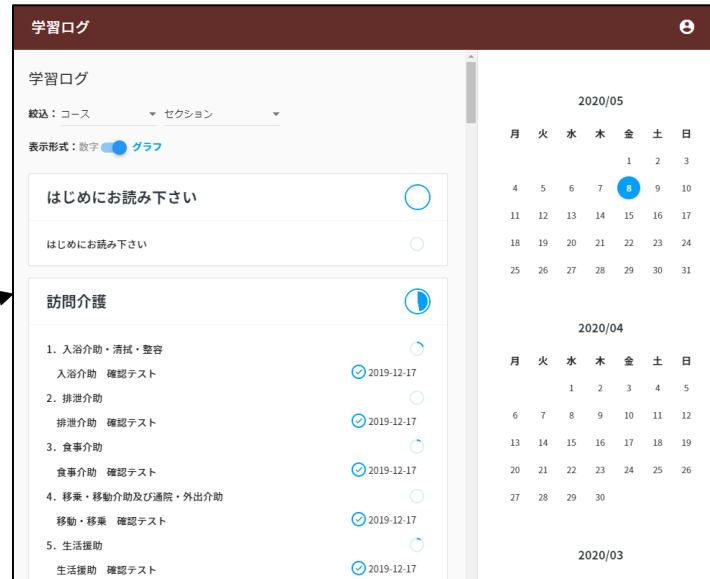 学習ログ
学習ログ
絞込：コース セクション
表示形式：数字 グラフ
はじめにお読み下さい
はじめにお読み下さい
訪問介護
1. 入浴介助・清拭・整容
入浴介助 確認テスト 2019-12-17
2. 排泄介助
排泄介助 確認テスト 2019-12-17
3. 食事介助
食事介助 確認テスト 2019-12-17
4. 移乗・移動介助及び通院・外出介助
移動・移乗 確認テスト 2019-12-17
5. 生活援助
生活援助 確認テスト 2019-12-17
2020/05
月 火 水 木 金 土 日
1 2 3
4 5 6 7 8 9 10
11 12 13 14 15 16 17
18 19 20 21 22 23 24
25 26 27 28 29 30 31
2020/04
月 火 水 木 金 土 日
1 2 3 4 5
6 7 8 9 10 11 12
13 14 15 16 17 18 19
20 21 22 23 24 25 26
27 28 29 30
2020/03